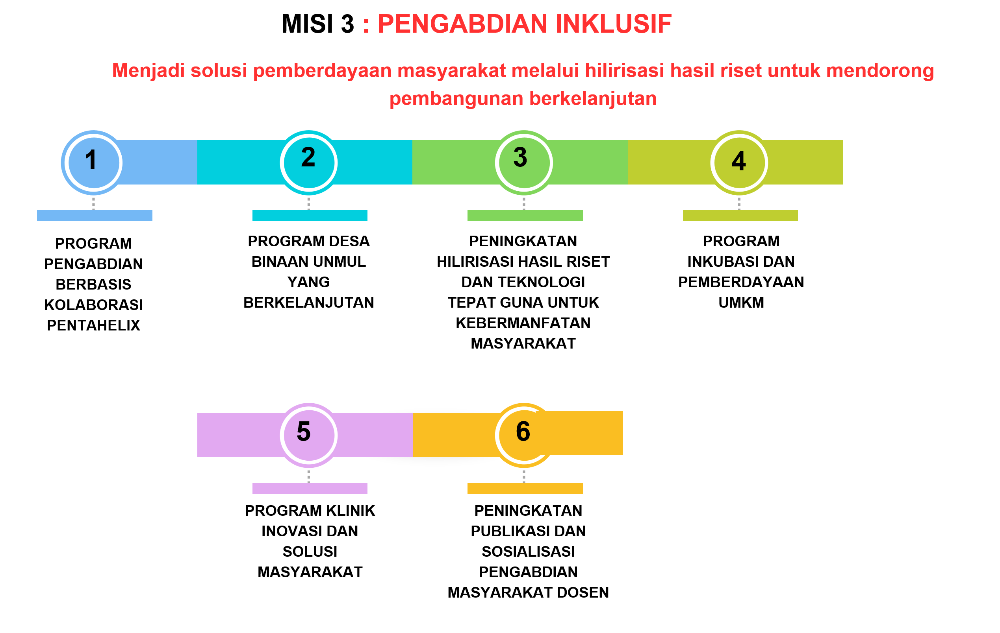 MISI 3 : PENGABDIAN INKLUSIF
Menjadi solusi pemberdayaan masyarakat melalui hilirisasi hasil riset untuk mendorong
pembangunan berkelanjutan
1
PROGRAM
PENGABDIAN
BERBASIS
KOLABORASI
PENTAHELIX
2
PROGRAM DESA
BINAAN UNMUL
YANG
BERKELANJUTAN
3
PENINGKATAN
HILIRISASI HASIL RISET
DAN TEKNOLOGI
TEPAT GUNA UNTUK
KEBERMANFATAN
MASYARAKAT
4
PROGRAM
INKUBASI DAN
PEMBERDAYAAN
UMKM
5
PROGRAM KLINIK
INOVASI DAN
SOLUSI
MASYARAKAT
6
PENINGKATAN
PUBLIKASI DAN
SOSIALISASI
PENGABDIAN
MASYARAKAT DOSEN